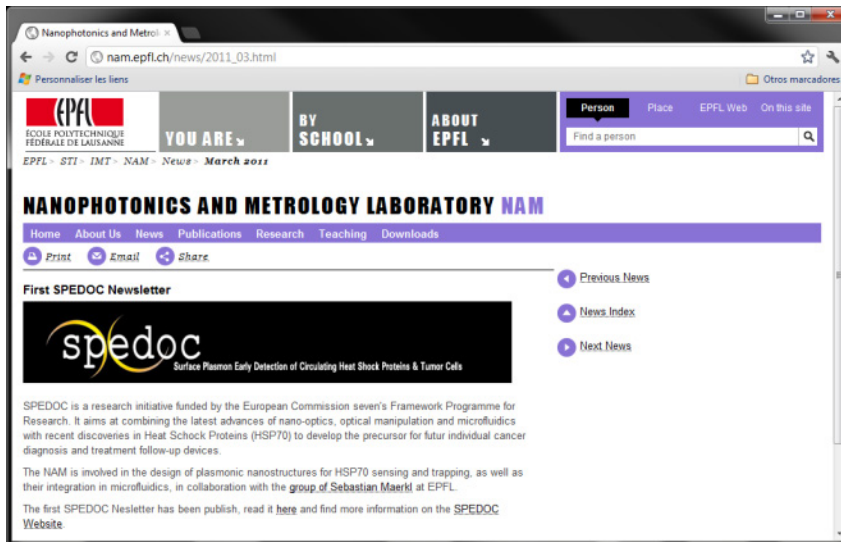 Nanophotonics and Metrol
nam.epfl.ch/news/2011_03.html
Personnaliser les liens
Otros marcadores
EPFL
ÉCOLE POLYTECHNIQUE
FÉDÉRALE DE LAUSANNE
YOU ARE
BY
SCHOOL
ABOUT
EPFL
Person Place EPFL Web On this site
Find a person
EPFL> STI> IMT> NAM> News> March 2011
NANOPHOTONICS AND METROLOGY LABORATORY NAM
Home About Us News Publications Research Teaching Downloads
Print Email Share
Previous News
News Index
Next News
First SPEDOC Newsletter
spedoc
Surface Plasmon Early Detection of Circulating Heat Shock Proteins & Tumor Cells
SPEDOC is a research initiative funded by the European Commission seven's Framework Programme for
Research. It aims at combining the latest advances of nano-optics, optical manipulation and microfluidics
with recent discoveries in Heat Schock Proteins (HSP70) to develop the precursor for futur individual cancer
diagnosis and treatment follow-up devices.
The NAM is involved in the design of plasmonic nanostructures for HSP70 sensing and trapping, as well as
their integration in microfluidics, in collaboration with the group of Sebastian Maerkl at EPFL.
The first SPEDOC Nesletter has been publish, read it here and find more information on the SPEDOC
Website.